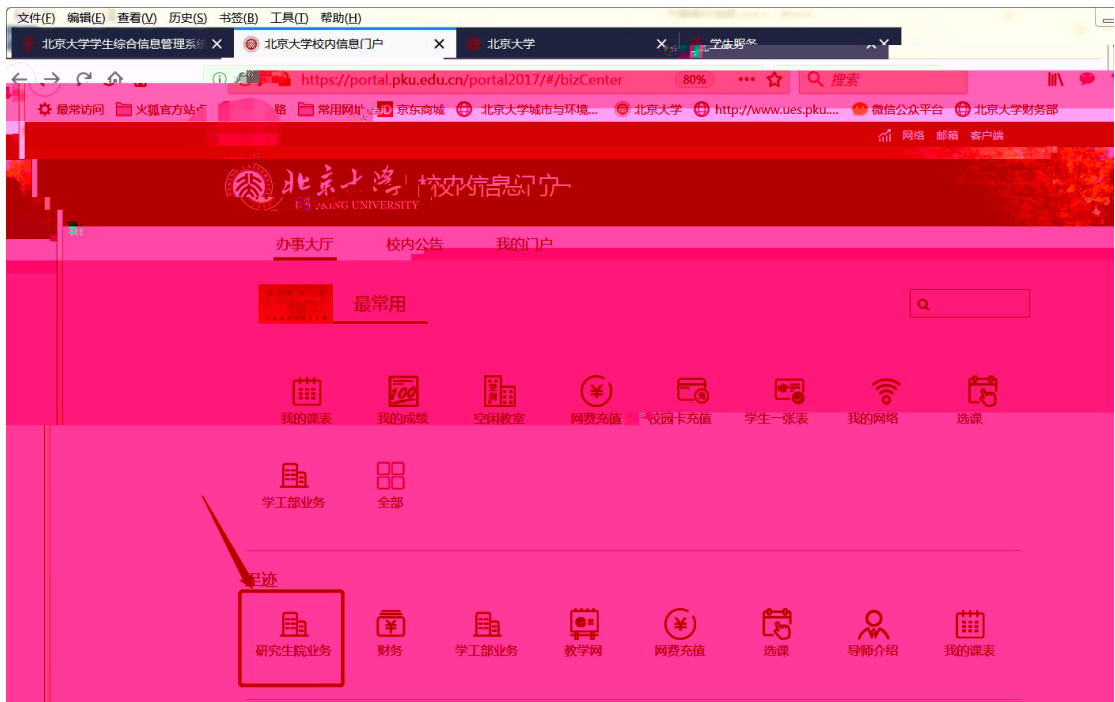 文件(F) 编辑(E) 查看(V) 历史(S) 书签(B) 工具(T) 帮助(H)
北京大学学生综合信息管理系统 × 北京大学校内信息门户 × 北京大学 ×
https://portal.pku.edu.cn/portal2017/#/bizCenter 80% ••• 搜索
最常访问 火狐官方站点 路 常用网址 JD 京东商城 北京大学城市与环境... 北京大学 http://www.ues.pku.... 微信公众平台 北京大学财务部
网络 邮箱 客户端
北京大学 校内信息门户
UNIVERSITY
办事大厅 校内公告 我的门户
最常用
我的课表 我的成绩 空闲教室 网费充值 校园卡充值 学生一张表 我的网络 选课
学工部业务 全部
足迹
研究生院业务 财务 学工部业务 教学网 网费充值 选课 导师介绍 我的课表